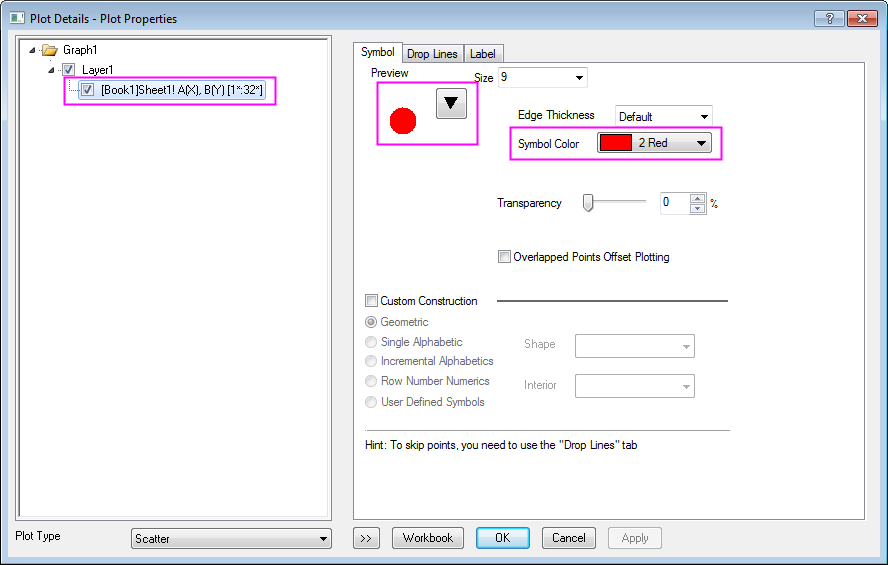 Plot Details - Plot Properties
?
Graph1
Layer1
[Book1]Sheet1! A(X), B(Y) [1*:32*]
Plot Type
Scatter
Symbol
Drop Lines
Label
Preview
Size 9
Edge Thickness Default
Symbol Color 2 Red
Transparency 0 %
Overlapped Points Offset Plotting
Custom Construction
Geometric
Single Alphabetic
Incremental Alphabetics
Row Number Numerics
User Defined Symbols
Shape
Interior
Hint: To skip points, you need to use the "Drop Lines" tab
>> Workbook OK Cancel Apply